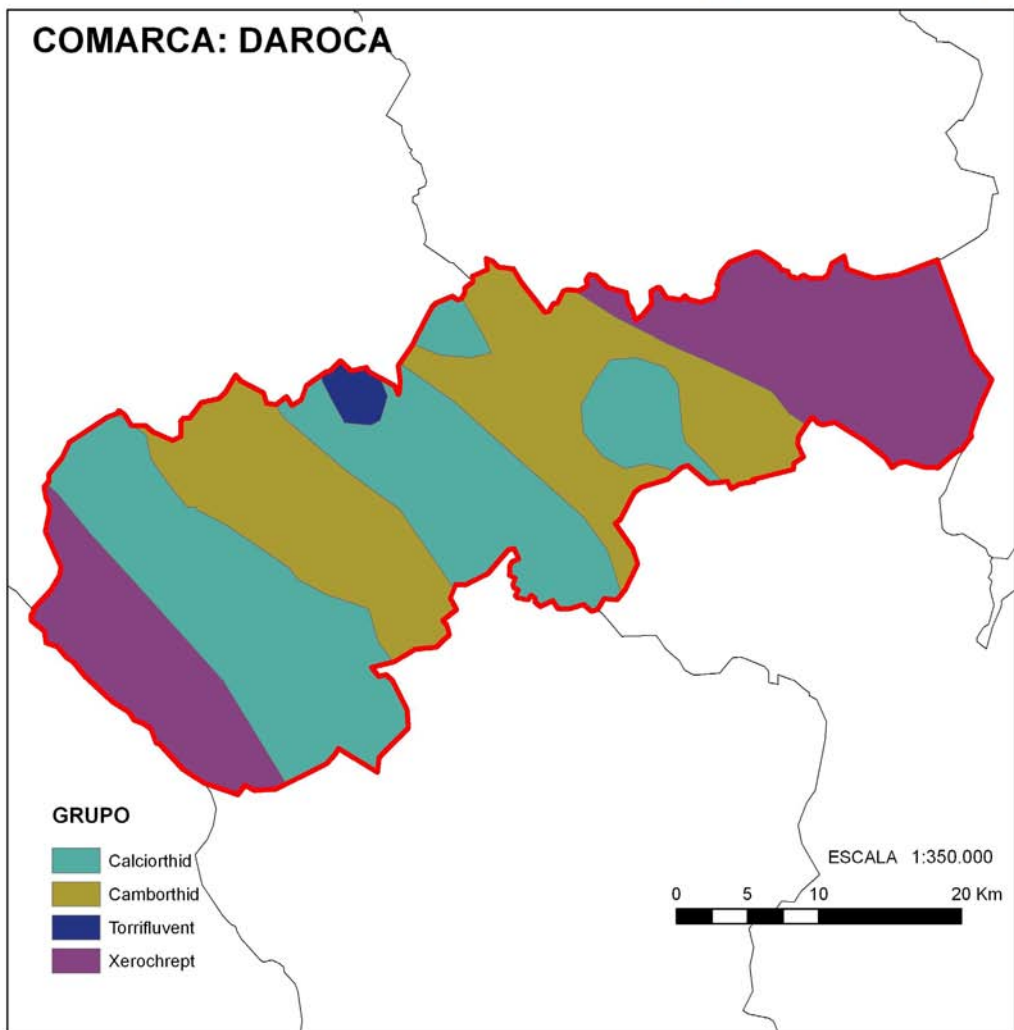 COMARCA: DAROCA
GRUPO
Calciorthid
Camborthid
Torrifluvent
Xerochrept
ESCALA 1:350.000
0 5 10 20 Km